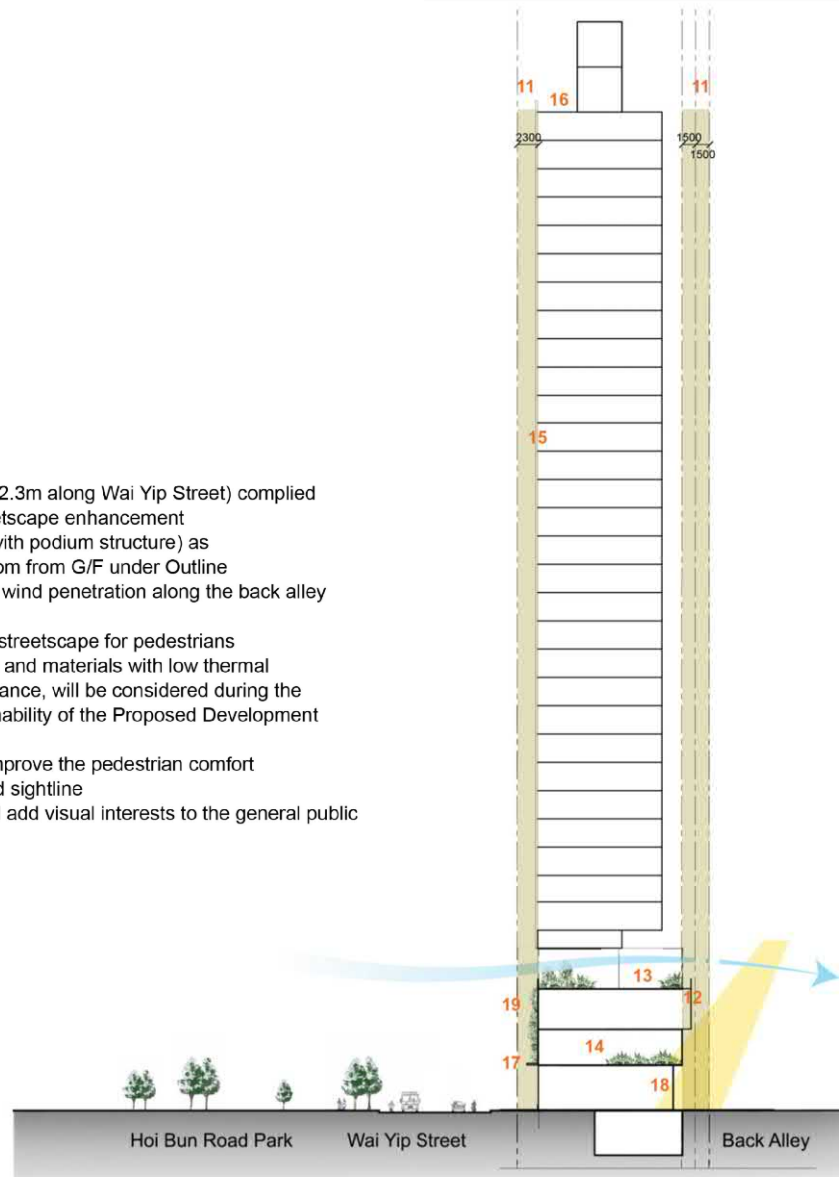 11
16
11
2300
1500
1500
15
2.3m along Wai Yip Street) complied
etscape enhancement
with podium structure) as
om from G/F under Outline
wind penetration along the back alley
streetscape for pedestrians
and materials with low thermal
ance, will be considered during the
nability of the Proposed Development
mprove the pedestrian comfort
d sightline
d add visual interests to the general public
13
12
19
14
17
18
Hoi Bun Road Park
Wai Yip Street
Back Alley